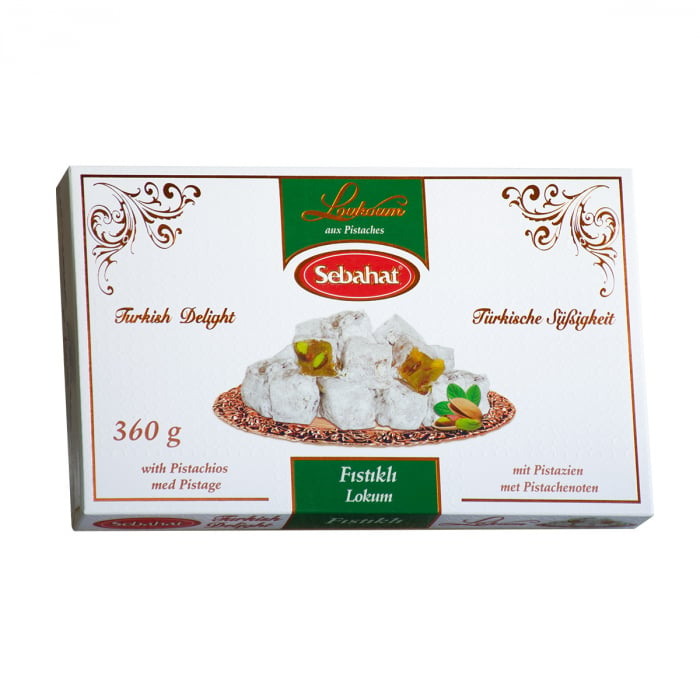 Loukoum
aux Pistaches
Sebahat®
Turkish Delight
Türkische Süßigkeit
360 g
with Pistachios
med Pistage
Fıstıklı
Lokum
mit Pistazien
met Pistachenoten
Sebahat
Turkish Delight
Fıstıklı
Loukoum